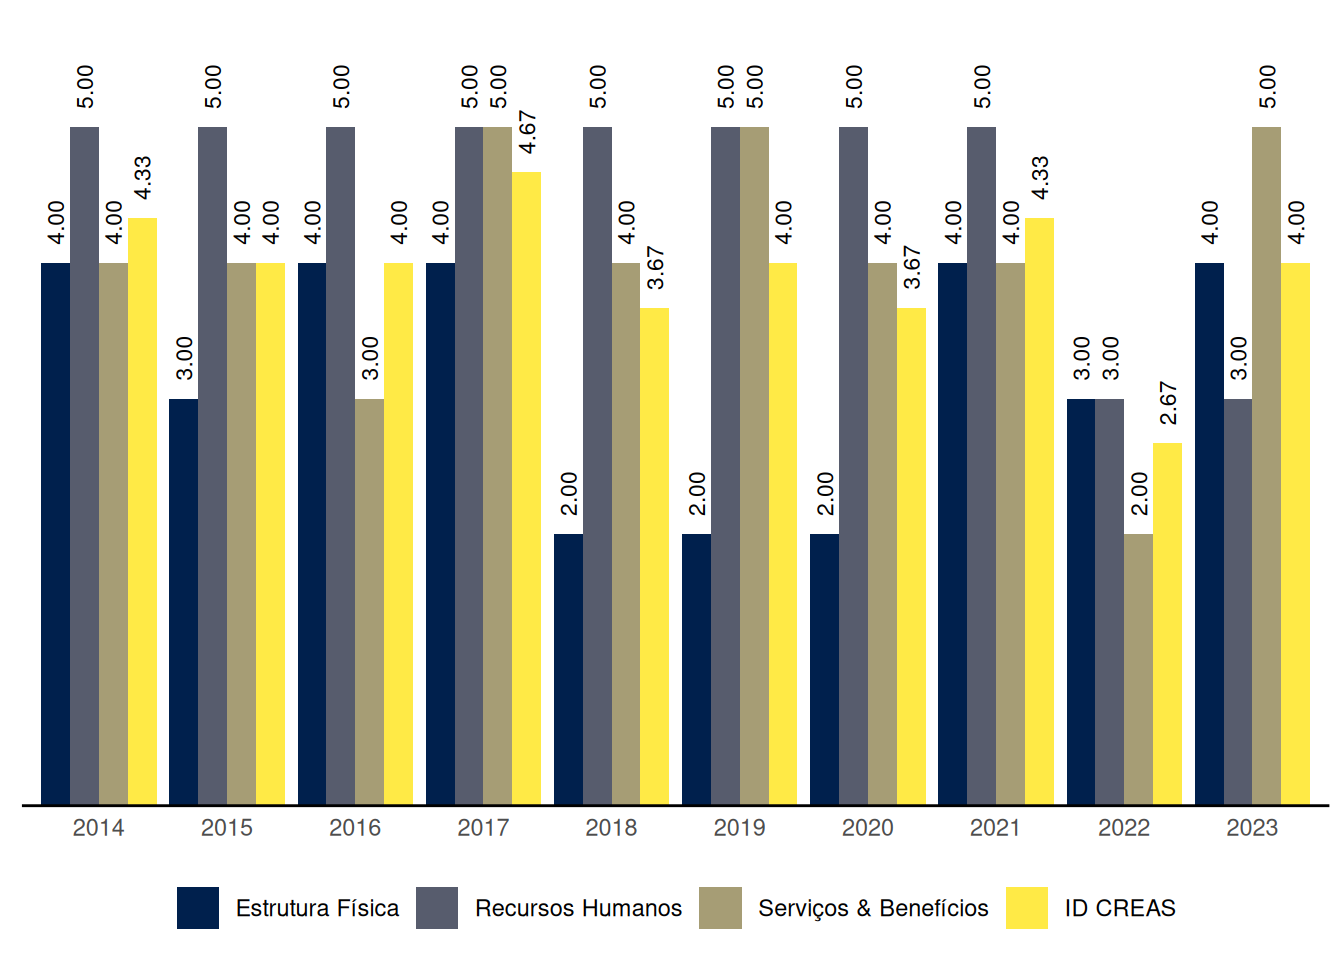 4.00 5.00 4.00 4.33 3.00 5.00 4.00 4.00 4.00 5.00 3.00 4.00 4.00 5.00 5.00 4.67 2.00 5.00 4.00 3.67 2.00 5.00 5.00 4.00 2.00 5.00 4.00 3.67 4.00 5.00 4.00 4.33 3.00 3.00 2.00 2.67 4.00 3.00 5.00 4.00
2014 2015 2016 2017 2018 2019 2020 2021 2022 2023
Estrutura Física Recursos Humanos Serviços & Benefícios ID CREAS